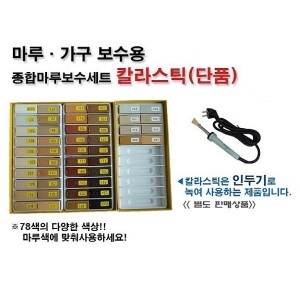 마루 · 가구 보수용
종합마루보수세트 칼라스틱(단품)
◀칼라스틱은 인두기로
녹여 사용하는 제품입니다.
《 별도 판매상품》
※78색의 다양한 색상!!
마루색에 맞춰사용하세요!